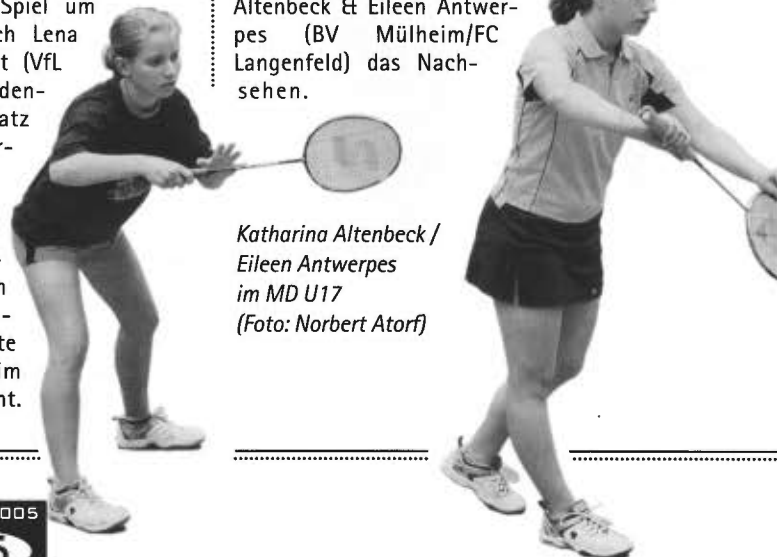 Spiel um
ch Lena
t (VfL
den-
atz
r-
n
-
te
im
nt.
Altenbeck & Eileen Antwer-
pes (BV Mülheim/FC
Langenfeld) das Nach-
sehen.
Katharina Altenbeck /
Eileen Antwerpes
im MD U17
(Foto: Norbert Atorf)
005